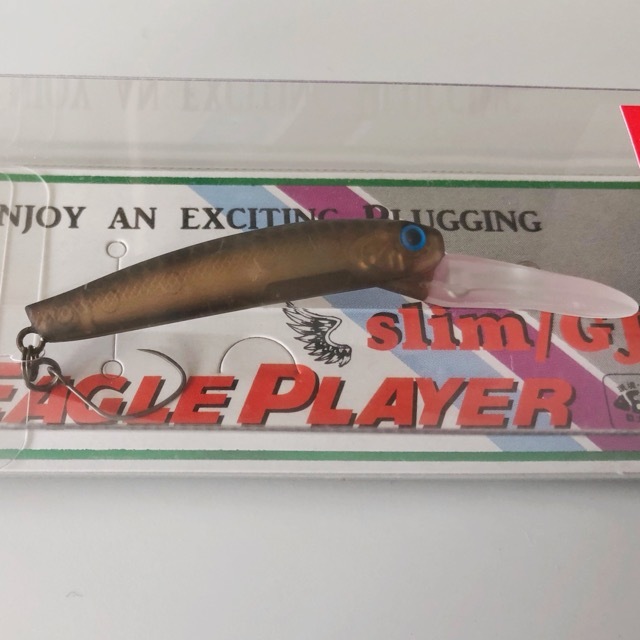 NJOY AN EXCITING PLUGGING
slim/GJ
EAGLE PLAYER